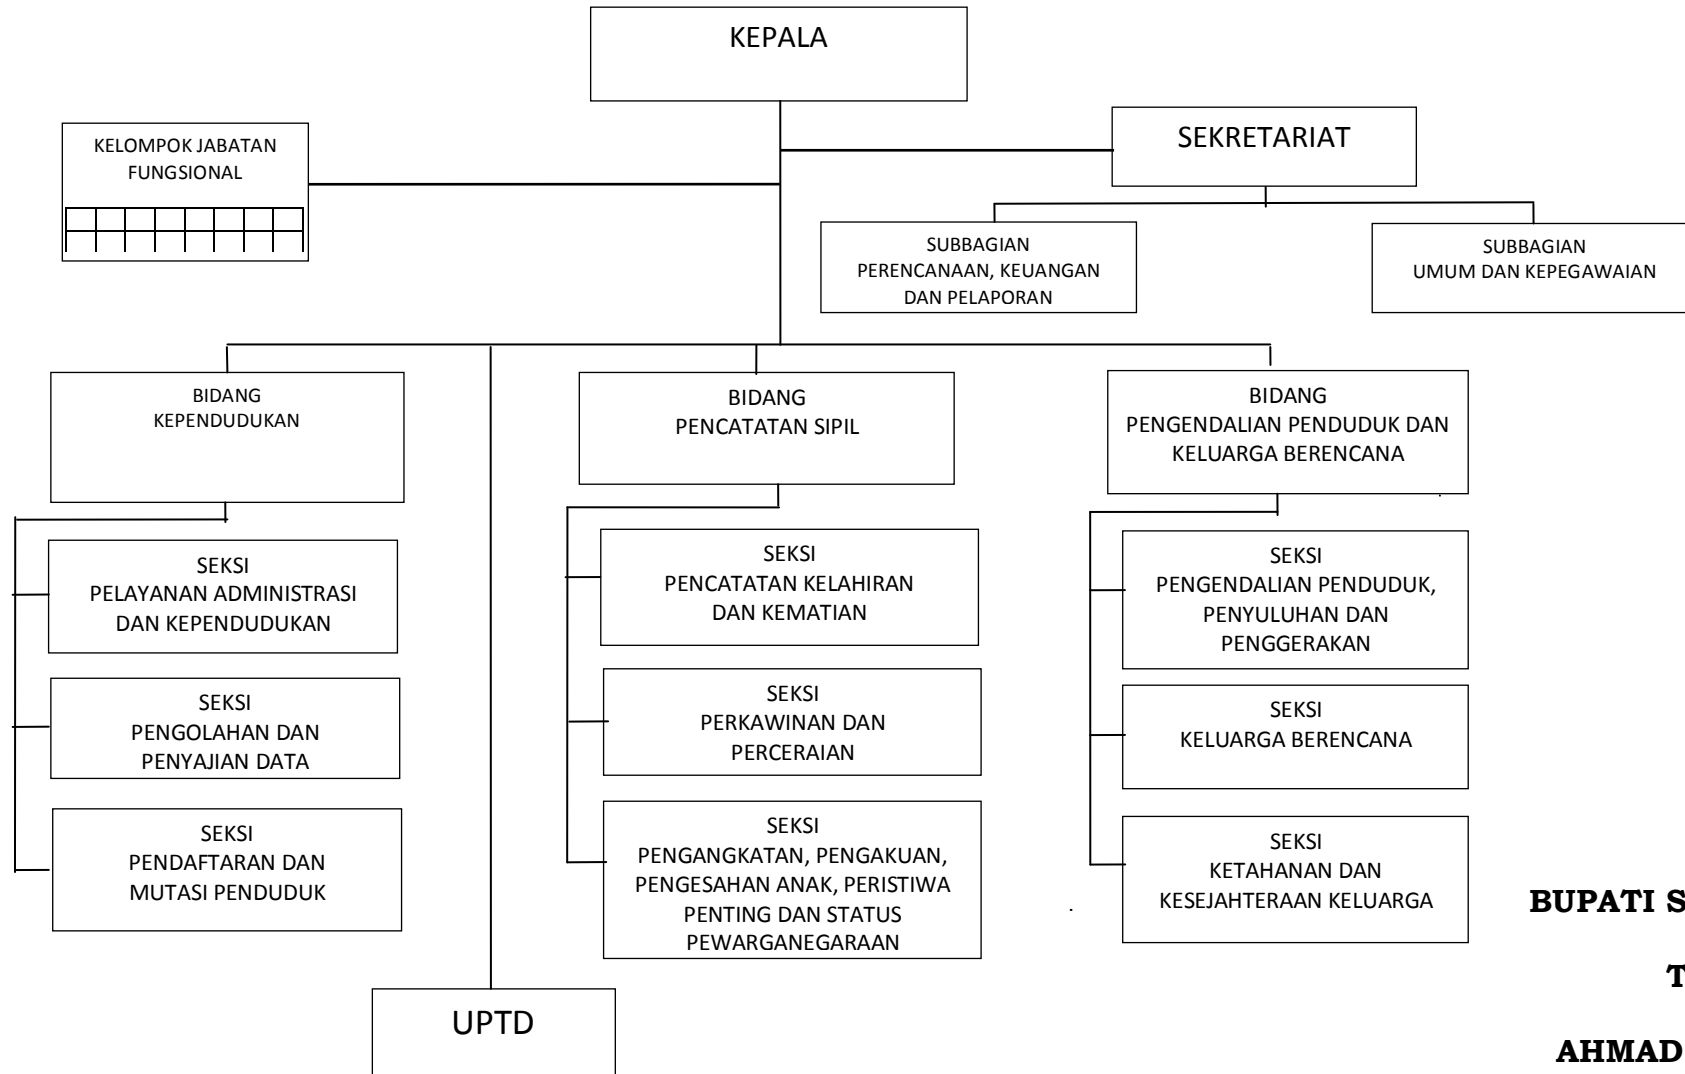 KEPALA
KELOMPOK JABATAN
FUNGSIONAL
SEKRETARIAT
SUBBAGIAN
PERENCANAAN, KEUANGAN
DAN PELAPORAN
SUBBAGIAN
UMUM DAN KEPEGAWAIAN
BIDANG
KEPENDUDUKAN
BIDANG
PENCATATAN SIPIL
BIDANG
PENGENDALIAN PENDUDUK DAN
KELUARGA BERENCANA
SEKSI
PELAYANAN ADMINISTRASI
DAN KEPENDUDUKAN
SEKSI
PENGOLAHAN DAN
PENYAJIAN DATA
SEKSI
PENDAFTARAN DAN
MUTASI PENDUDUK
SEKSI
PENCATATAN KELAHIRAN
DAN KEMATIAN
SEKSI
PERKAWINAN DAN
PERCERAIAN
SEKSI
PENGANGKATAN, PENGAKUAN,
PENGESAHAN ANAK, PERISTIWA
PENTING DAN STATUS
PEWARGANEGARAAN
SEKSI
PENGENDALIAN PENDUDUK,
PENYULUHAN DAN
PENGGERAKAN
SEKSI
KELUARGA BERENCANA
SEKSI
KETAHANAN DAN
KESEJAHTERAAN KELUARGA
UPTD
BUPATI S
T
AHMAD